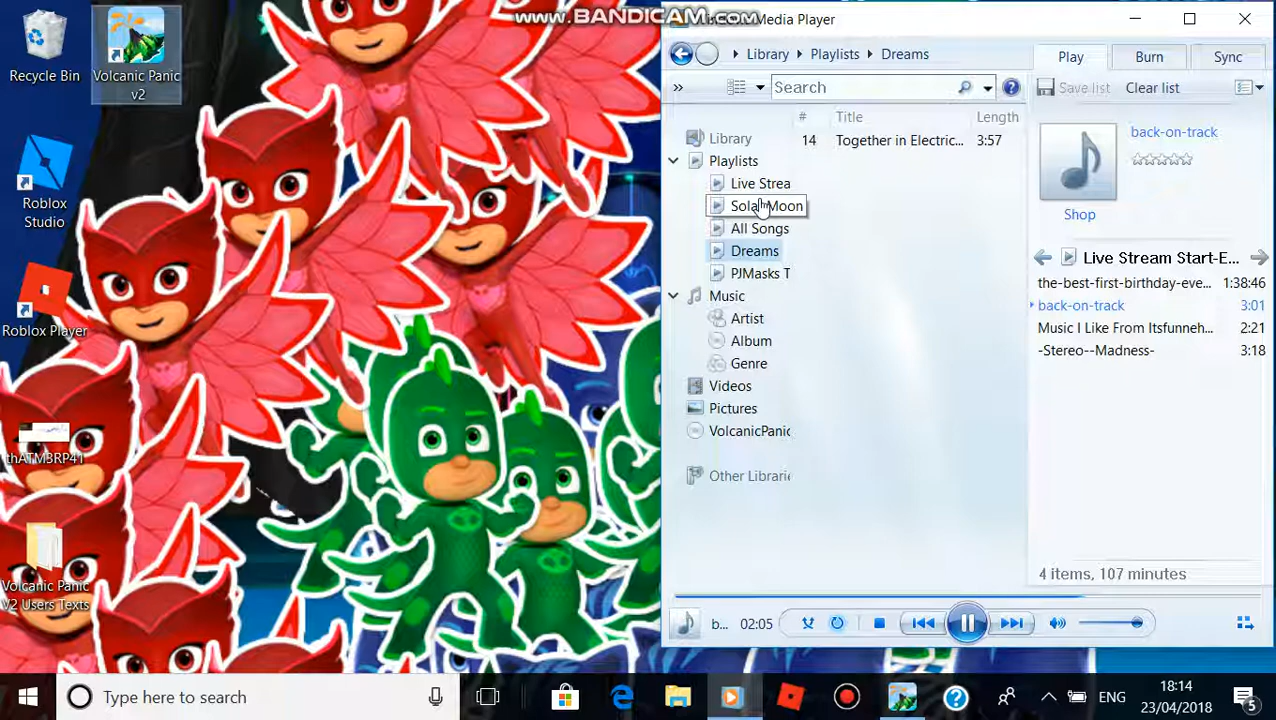 www.BANDICAM.com
Media Player
Recycle Bin
Volcanic Panic
v2
Roblox
Studio
Roblox Player
thATM3RP41
Volcanic Panic
V2 Users Texts
Library
Playlists
Dreams
Play
Burn
Sync
Search
Save list
Clear list
#
Title
Length
14
Together in Electric...
3:57
Library
Playlists
Live Strea
Solar Moon
All Songs
Dreams
PJMasks T
Music
Artist
Album
Genre
Videos
Pictures
VolcanicPanic
Other Librarie
back-on-track
Shop
Live Stream Start-E...
the-best-first-birthday-eve... 1:38:46
back-on-track 3:01
Music I Like From Itsfunneh... 2:21
-Stereo--Madness- 3:18
4 items, 107 minutes
b... 02:05
Type here to search
ENG
18:14
23/04/2018
5